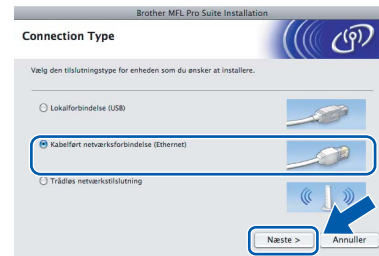 Brother MFL Pro Suite Installation
Connection Type
Vælg den tilslutningstype for enheden som du ønsker at installere.
Lokalforbindelse (USB)
Kabelført netværksforbindelse (Ethernet)
Trådløs netværkstilslutning
Næste > Annuller